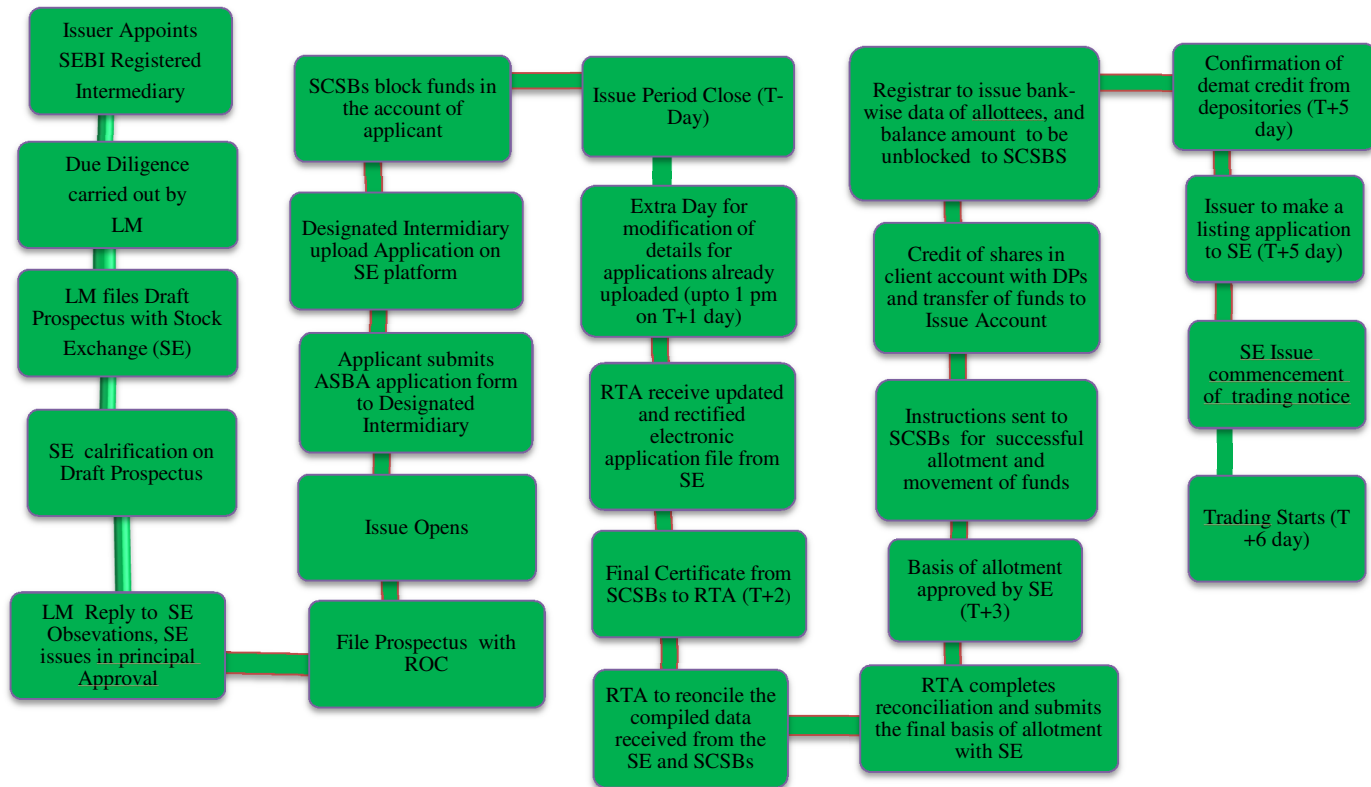 Issuer Appoints
SEBI Registered
Intermediary
Due Diligence
carried out by
LM
LM files Draft
Prospectus with Stock
Exchange (SE)
SE calrification on
Draft Prospectus
LM Reply to SE
Obsevations, SE
issues in principal
Approval
File Prospectus with
ROC
Issue Opens
Applicant submits
ASBA application form
to Designated
Intermidiary
Designated Intermidiary
upload Application on
SE platform
SCSBs block funds in
the account of
applicant
Issue Period Close (T-
Day)
Extra Day for
modification of
details for
applications already
uploaded (upto 1 pm
on T+1 day)
RTA receive updated
and rectified
electronic
application file from
SE
Final Certificate from
SCSBs to RTA (T+2)
RTA to reconcile the
compiled data
received from the
SE and SCSBs
RTA completes
reconciliation and submits
the final basis of allotment
with SE
Basis of allotment
approved by SE
(T+3)
Instructions sent to
SCSBs for successful
allotment and
movement of funds
Credit of shares in
client account with DPs
and transfer of funds to
Issue Account
Registrar to issue bank-
wise data of allottees, and
balance amount to be
unblocked to SCSBS
Confirmation of
demat credit from
depositories (T+5
day)
Issuer to make a
listing application
to SE (T+5 day)
SE Issue
commencement
of trading notice
Trading Starts (T
+6 day)